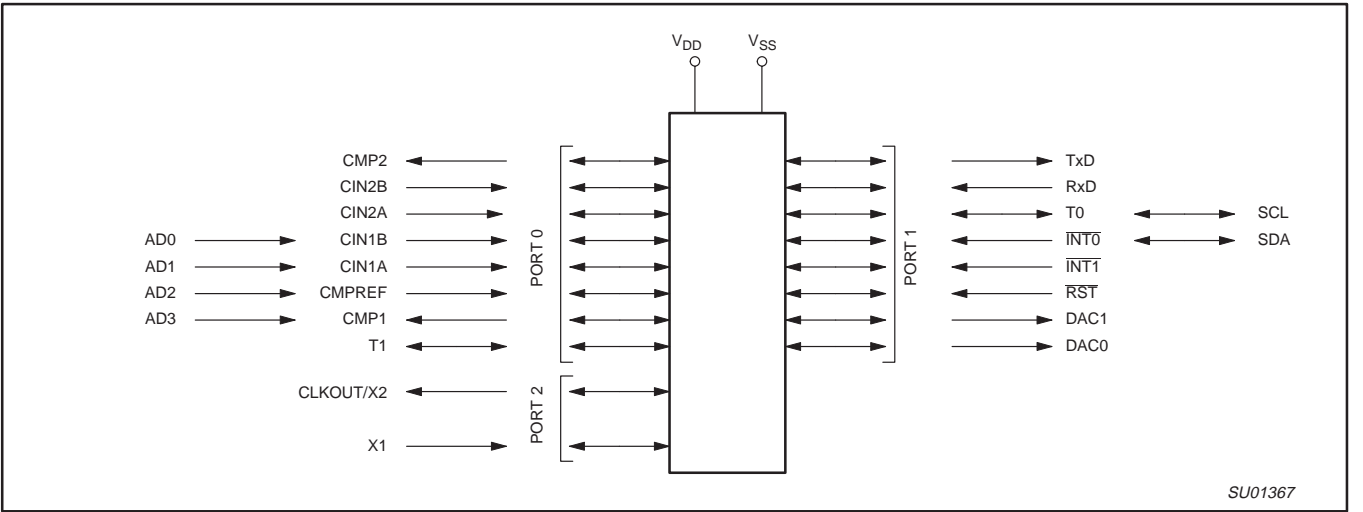 VDD VSS
CMP2 TxD
CIN2B RxD
CIN2A T0 SCL
AD0 CIN1B INT0 SDA
AD1 CIN1A INT1
AD2 CMPREF RST
AD3 CMP1 DAC1
T1 DAC0
PORT 0
PORT 1
CLKOUT/X2
PORT 2
X1
SU01367